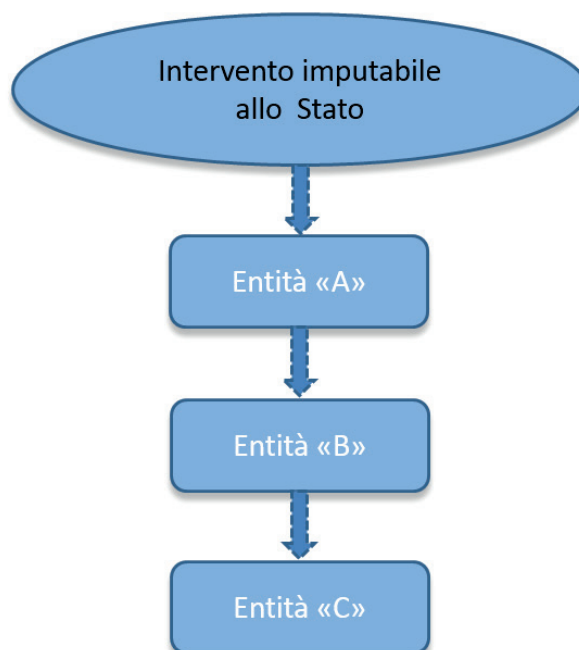 Intervento imputabile
allo Stato
Entità «A»
Entità «B»
Entità «C»